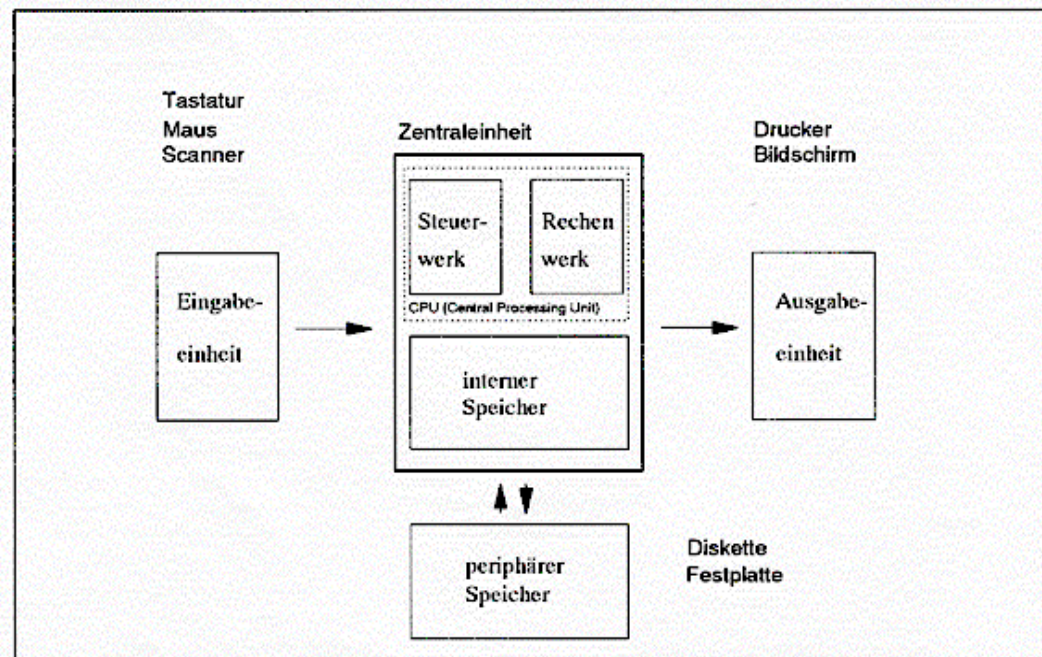 Tastatur
Maus
Scanner
Zentraleinheit
Drucker
Bildschirm
Steuer-
werk
Rechen
werk
CPU (Central Processing Unit)
Eingabe-
einheit
Ausgabe-
einheit
interner
Speicher
periphärer
Speicher
Diskette
Festplatte